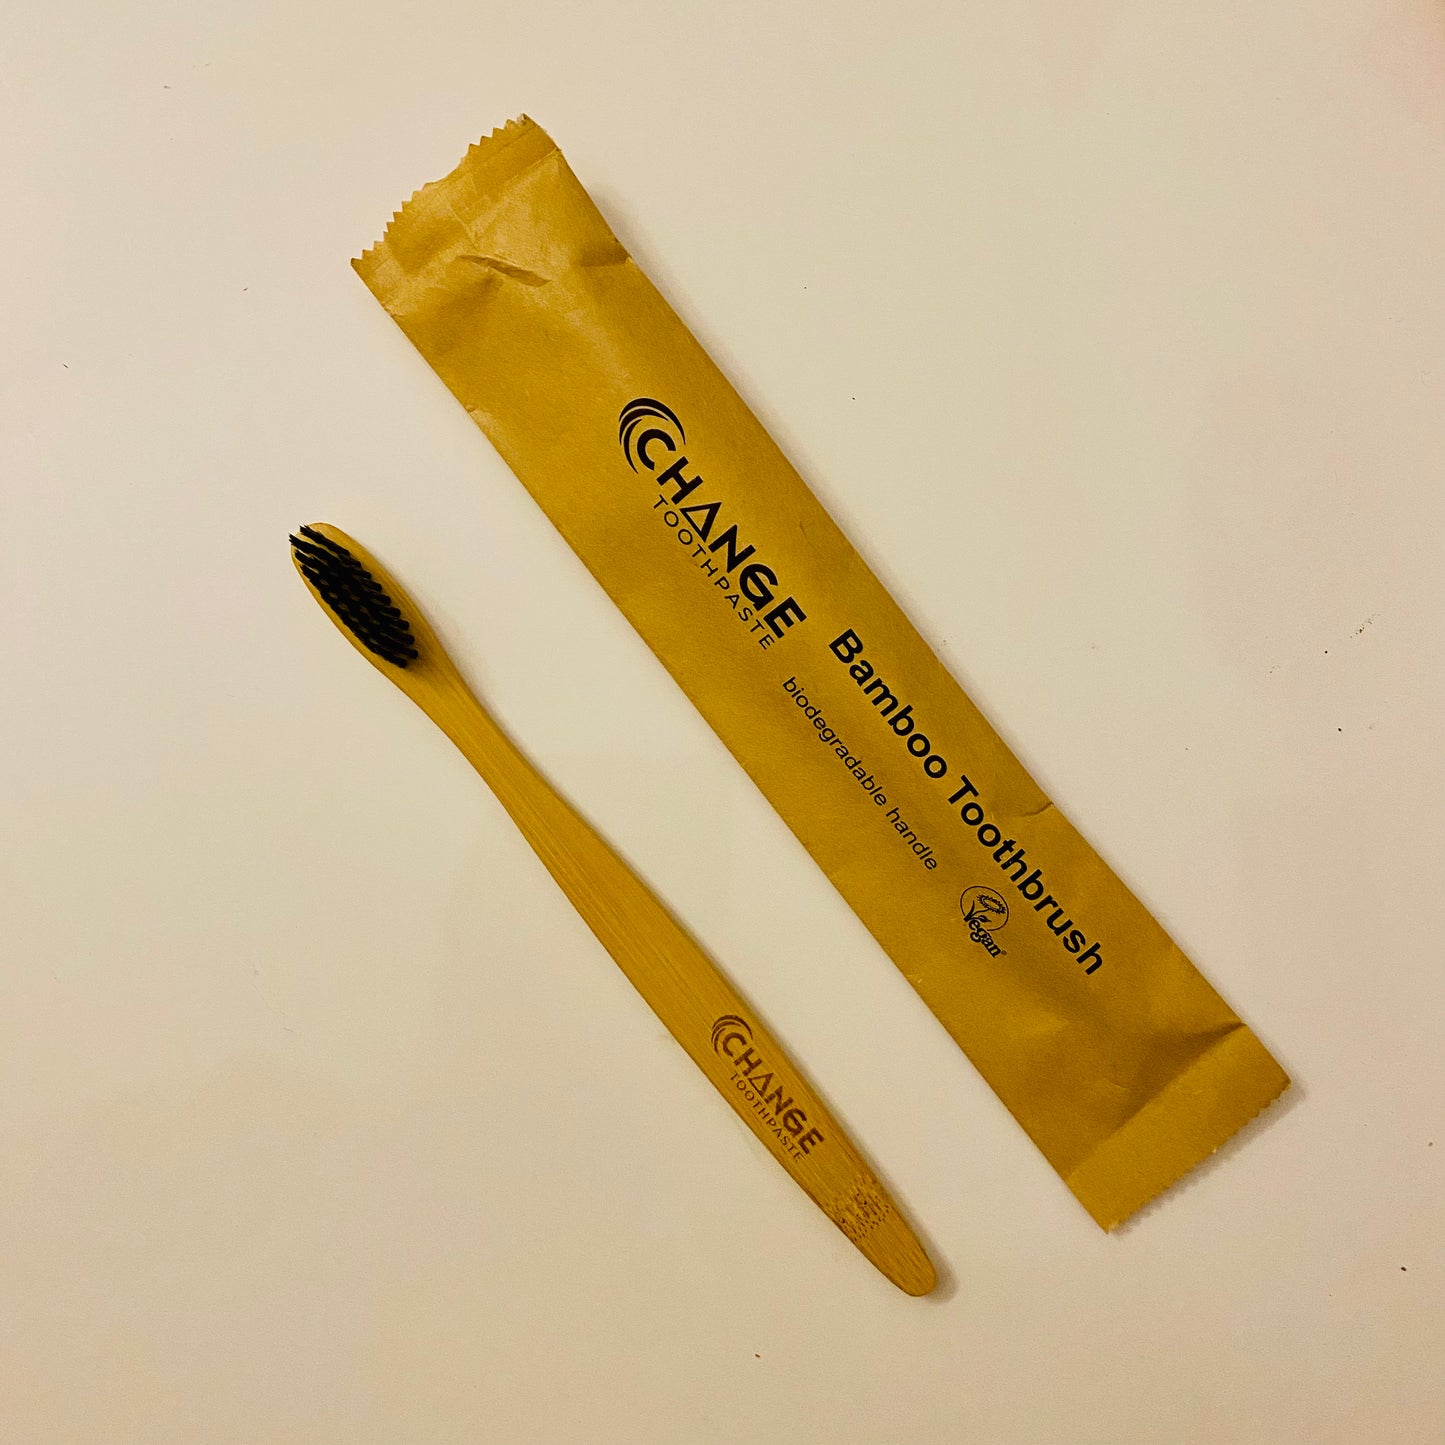 CHANGE
TOOTHPASTE
Bamboo Toothbrush
biodegradable handle
Vegan
CHANGE
TOOTHPASTE